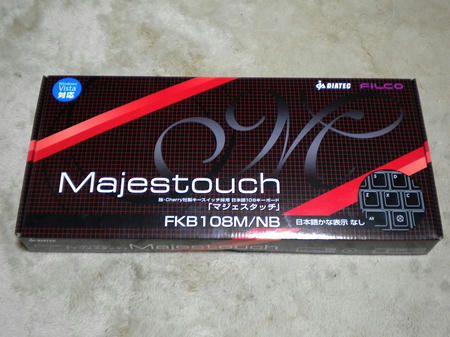 Windows
Vista
対応
DIATEC FILCO
Majestouch
独・Cherry社製キースイッチ採用 日本語108キーボード
「マジェスタッチ」
FKB108M/NB
日本語かな表示 なし
S D
Alt
DIATEC
Majestouch